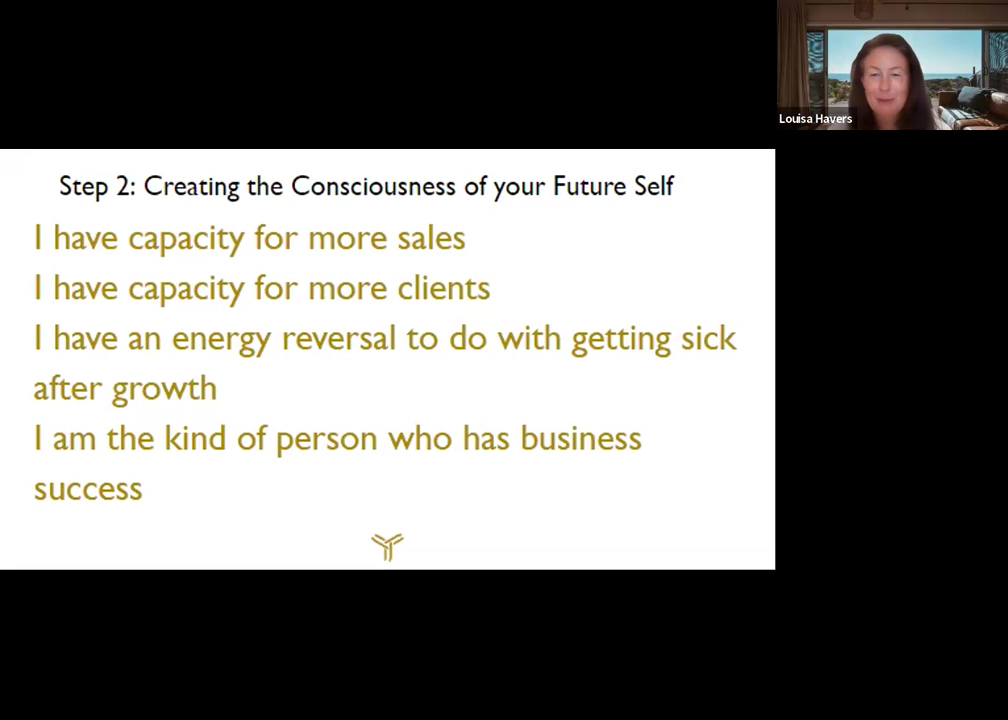 Louisa Havers
Step 2: Creating the Consciousness of your Future Self
I have capacity for more sales
I have capacity for more clients
I have an energy reversal to do with getting sick
after growth
I am the kind of person who has business
success